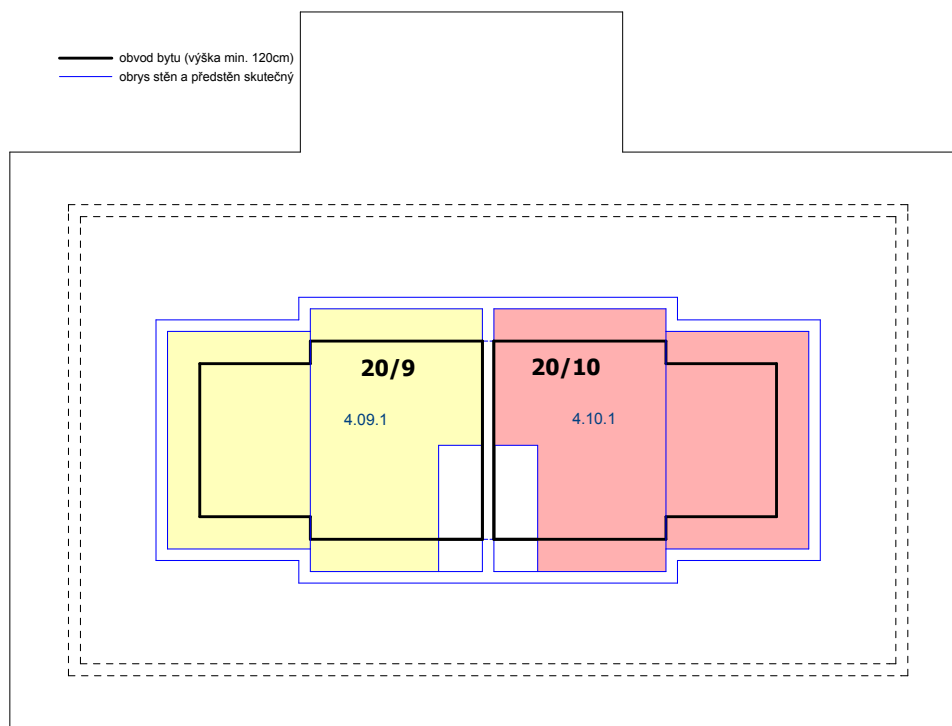 obvod bytu (výška min. 120cm)
obrys stěn a předstěn skutečný
20/9
20/10
4.09.1
4.10.1